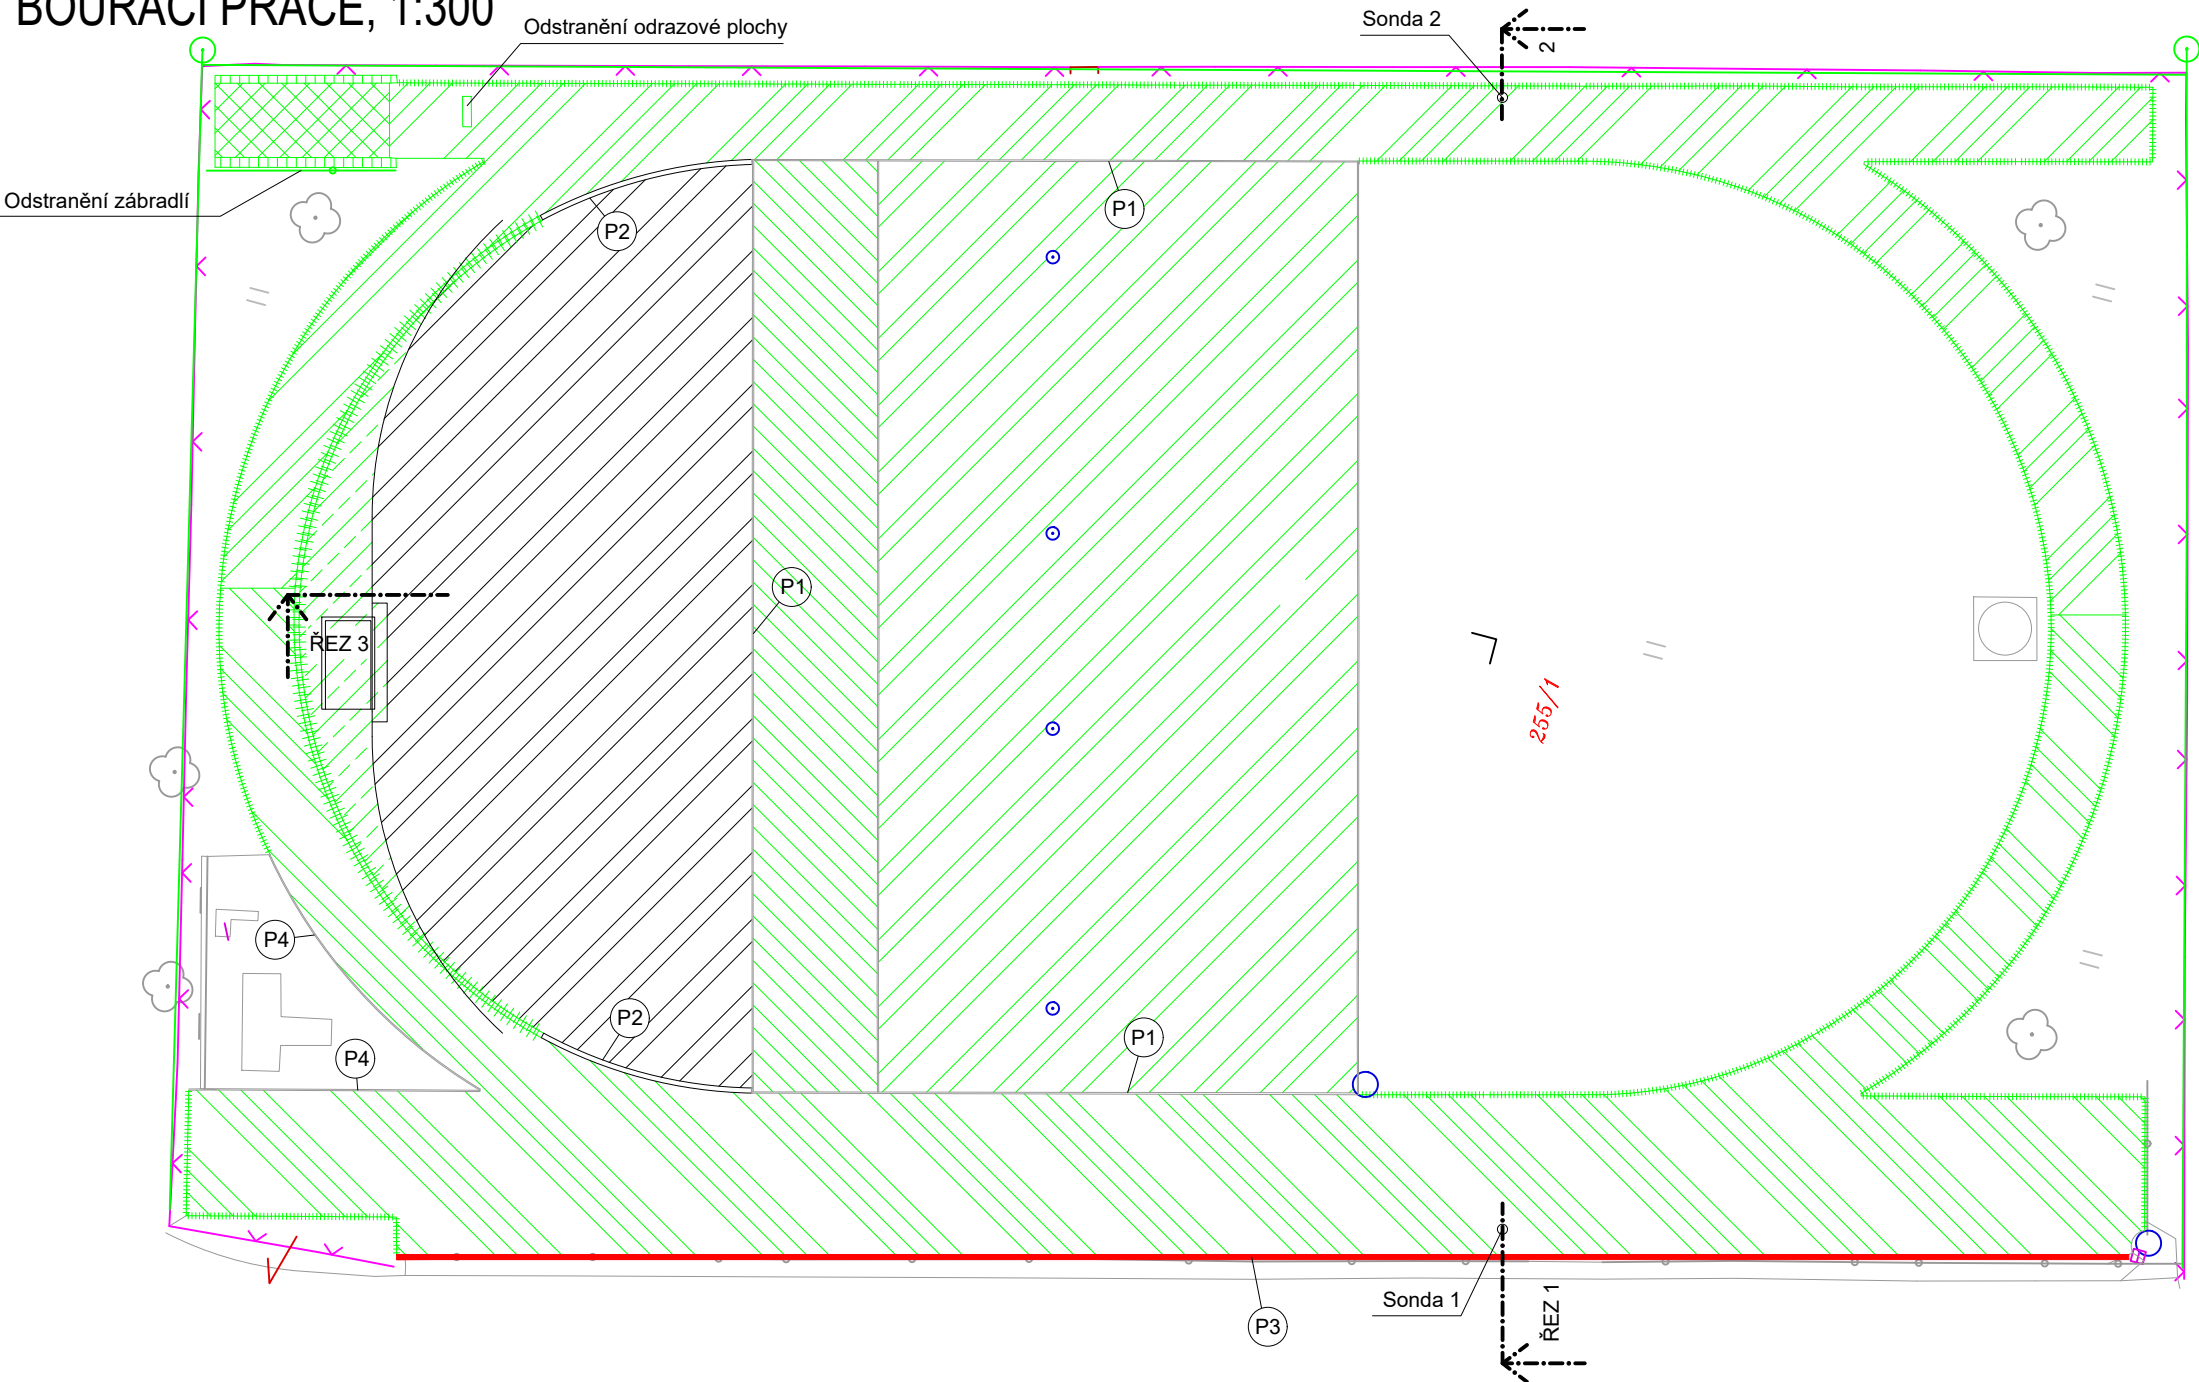 BOURACÍ PRÁCE, 1:300
Odstranění odrazové plochy
Sonda 2
2
Odstranění zábradlí
P2
P1
P1
ŘEZ 3
255/1
P4
P2
P1
P4
Sonda 1
ŘEZ 1
P3